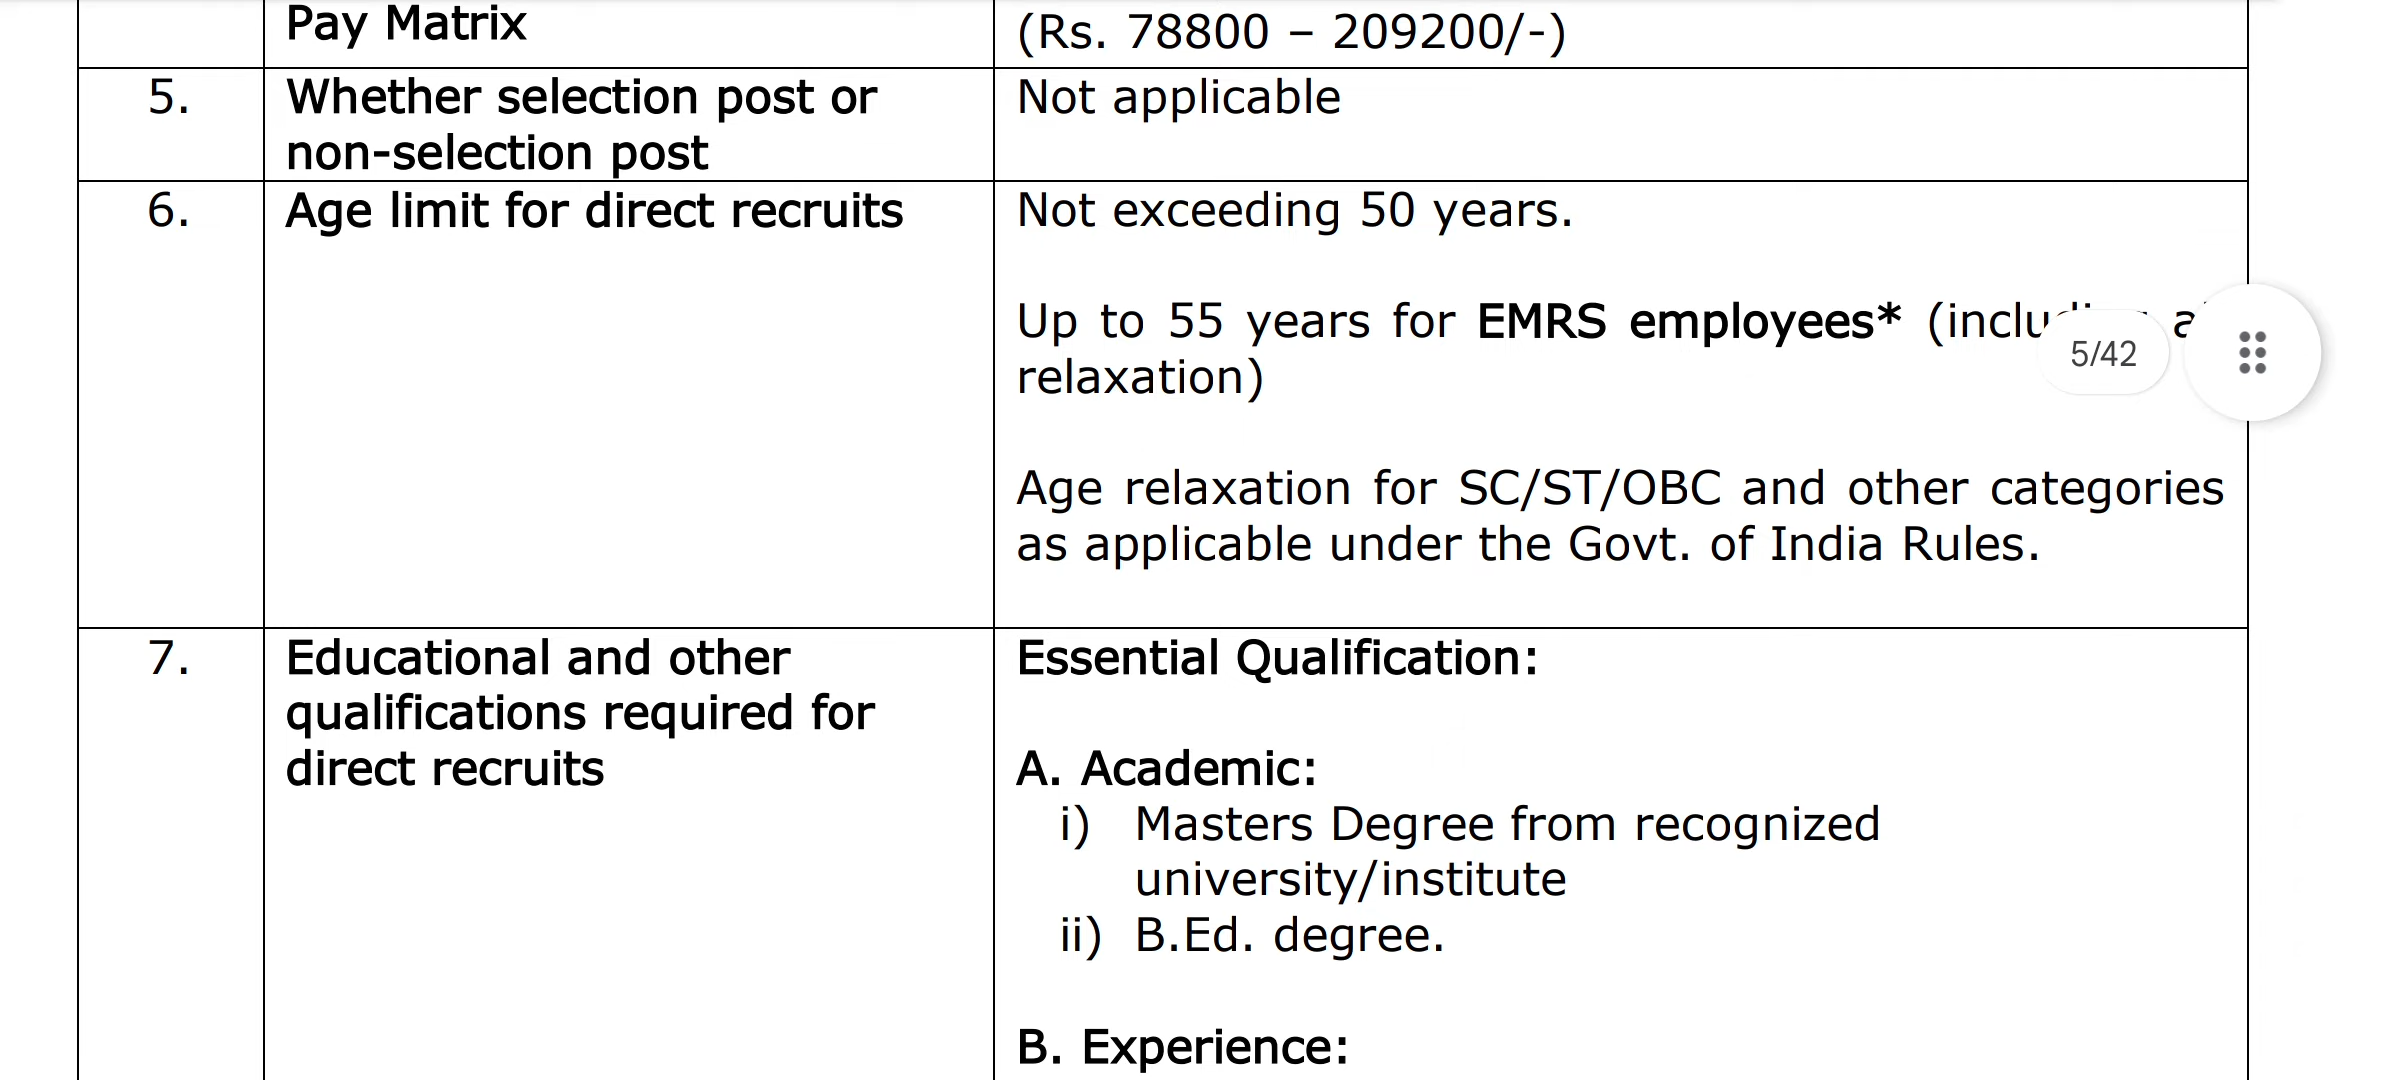 Pay Matrix
(Rs. 78800 – 209200/-)
5.
Whether selection post or
non-selection post
Not applicable
6.
Age limit for direct recruits
Not exceeding 50 years.
Up to 55 years for EMRS employees*
relaxation)
5/42
Age relaxation for SC/ST/OBC and other categories
as applicable under the Govt. of India Rules.
7.
Educational and other
qualifications required for
direct recruits
Essential Qualification:
A. Academic:
i) Masters Degree from recognized
university/institute
ii) B.Ed. degree.
B. Experience: